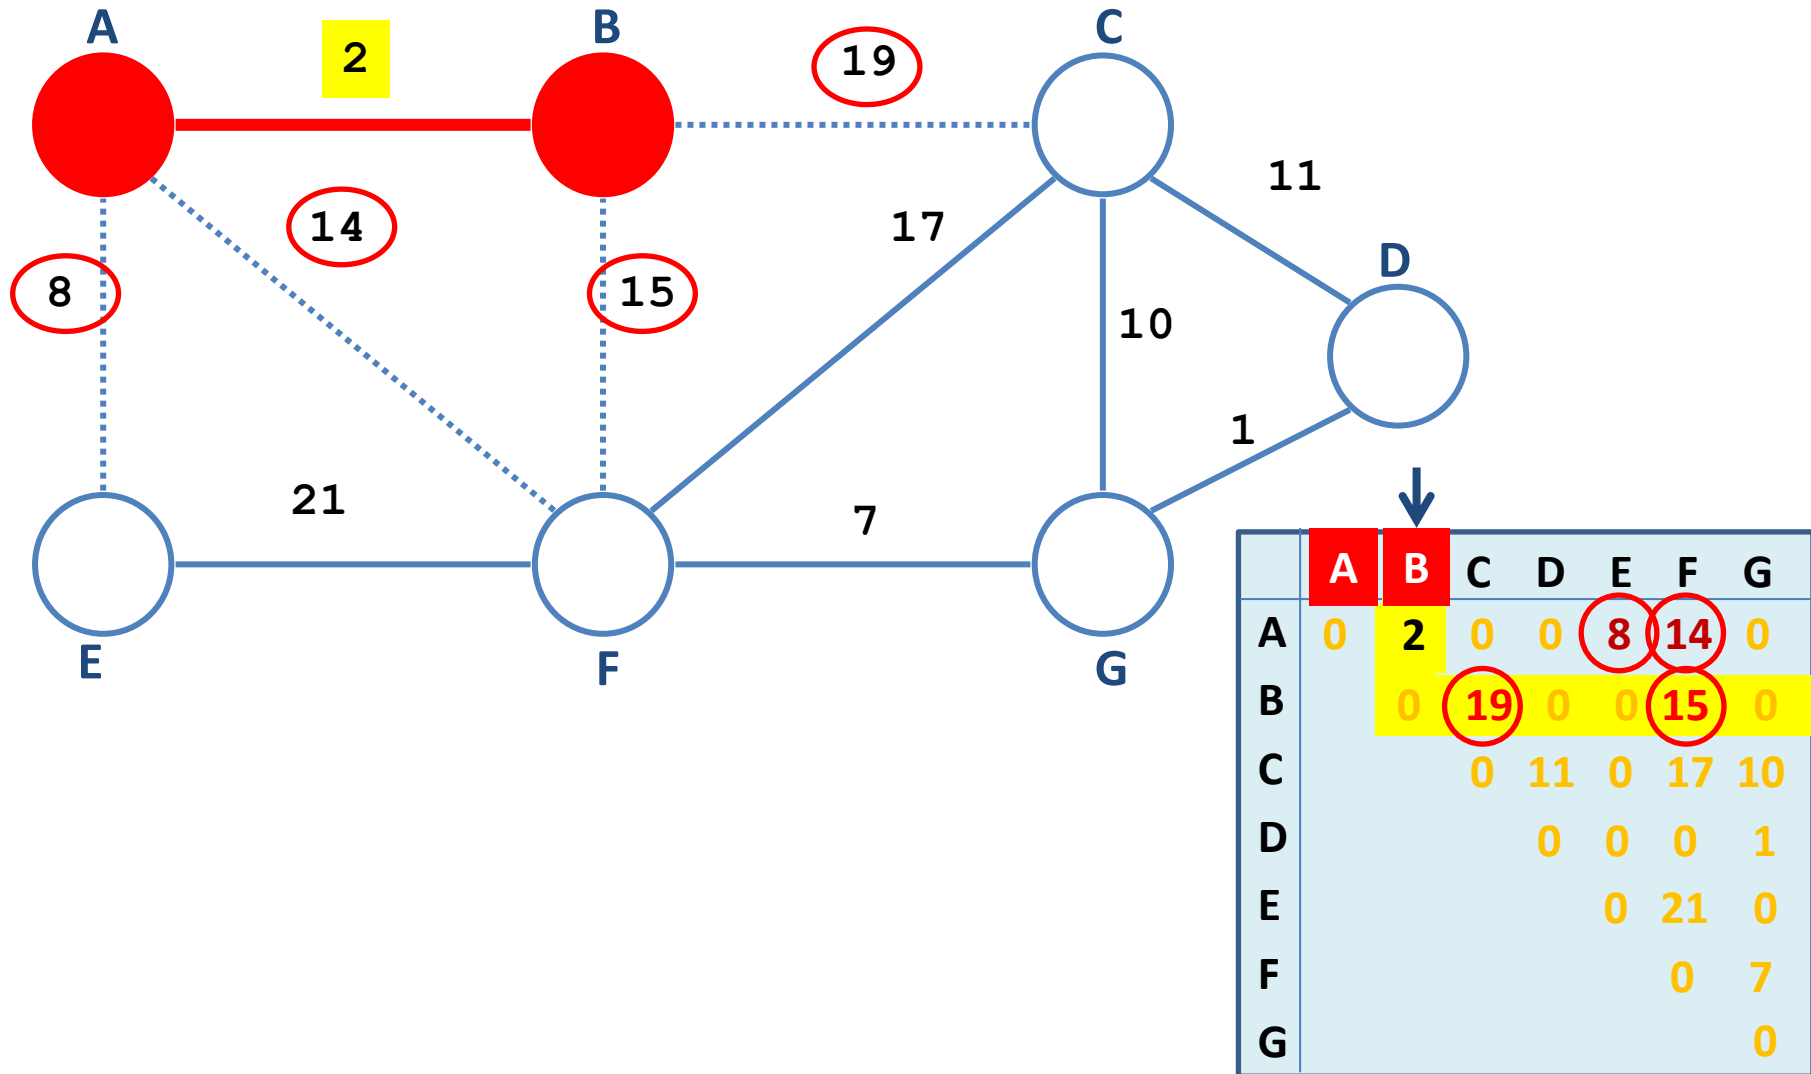 A B C
2 19
11
14 17
D
8 15
10
1
21 7
E F G
A B C D E F G
A 0 2 0 0 8 14 0
B 0 19 0 0 15 0
C 0 11 0 17 10
D 0 0 0 1
E 0 21 0
F 0 7
G 0